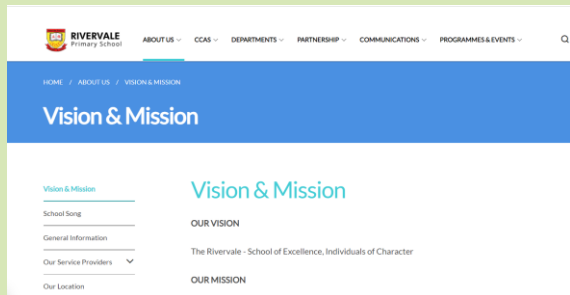 RIVERVALE
Primary School
ABOUT US
CCAS
DEPARTMENTS
PARTNERSHIP
COMMUNICATIONS
PROGRAMMES & EVENTS
HOME / ABOUT US / VISION & MISSION
Vision & Mission
Vision & Mission
School Song
General Information
Our Service Providers
Our Location
Vision & Mission
OUR VISION
The Rivervale - School of Excellence, Individuals of Character
OUR MISSION